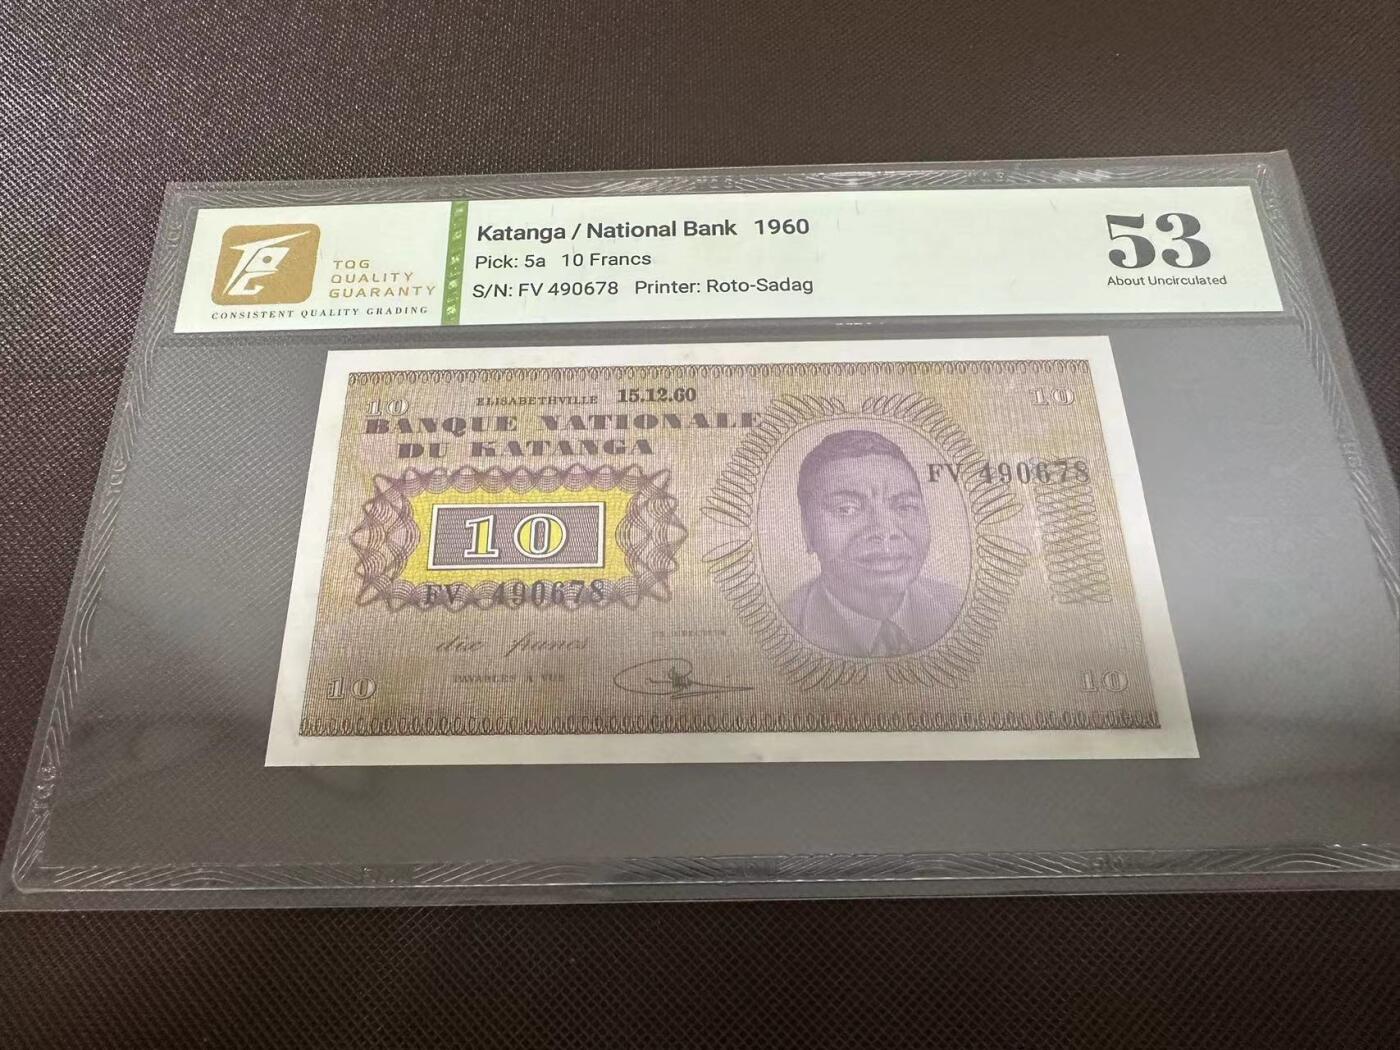 TQG
QUALITY
GUARANTY
CONSISTENT QUALITY GRADING
Katanga / National Bank 1960
Pick: 5a 10 Francs
S/N: FV 490678 Printer: Roto-Sadag
53
About Uncirculated
10
ELISABETHVILLE 15.12.60
10
BANQUE NATIONALE
DU KATANGA
FV 490678
10
FV 490678
dix francs
PAYABLES A VUE
10
10